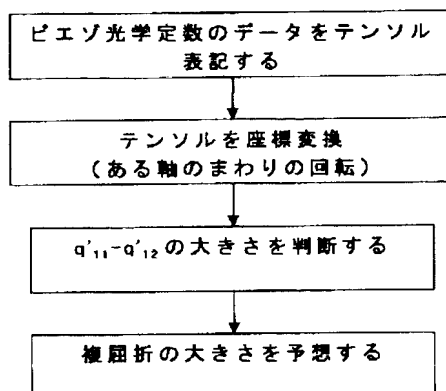 ピエゾ光学定数のデータをテンソル
表記する
テンソルを座標変換
(ある軸のまわりの回転)
q'₁₁-q'₁₂の大きさを判断する
複屈折の大きさを予想する